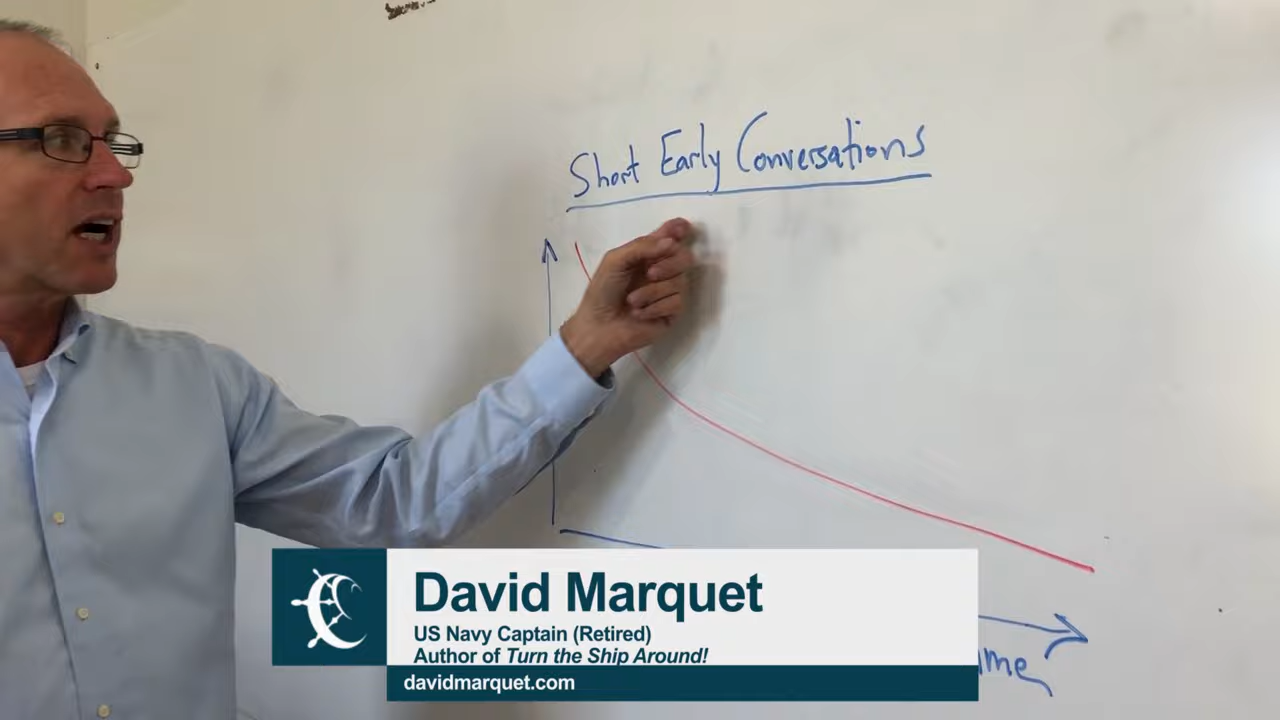 Short Early Conversations
David Marquet
US Navy Captain (Retired)
Author of Turn the Ship Around!
davidmarquet.com